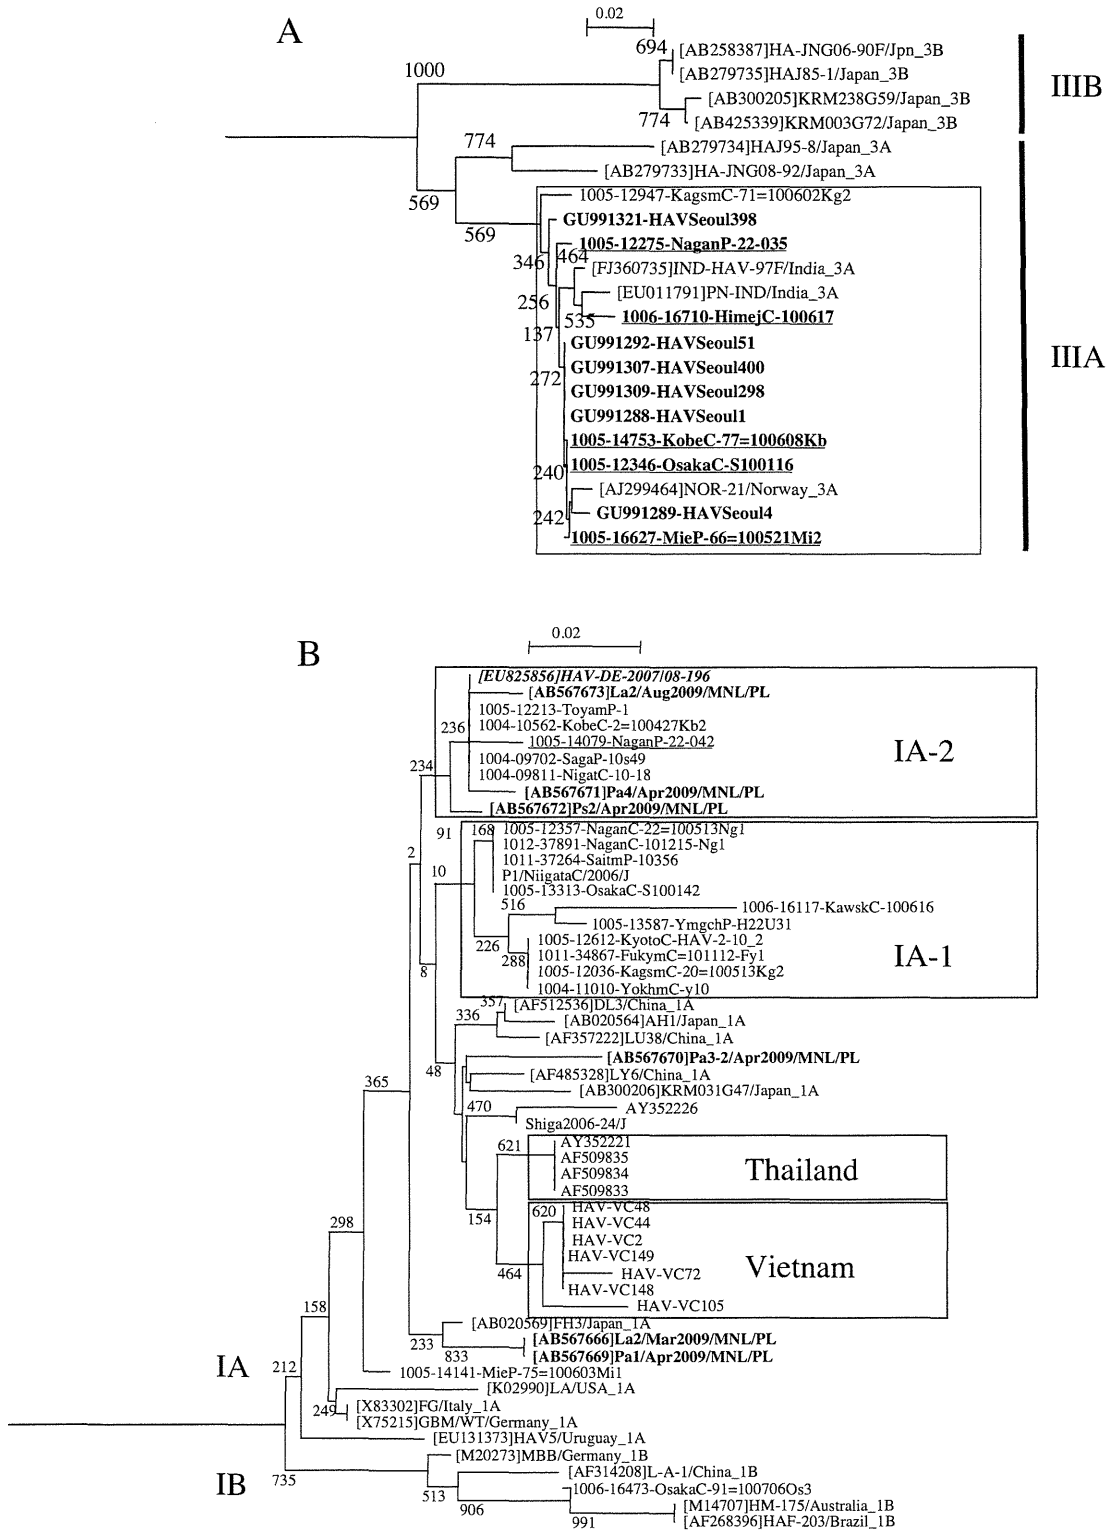 A
0.02
694
[AB258387]HA-JNG06-90F/Jpn_3B
1000
[AB279735]HAJ85-1/Japan_3B
IIIB
[AB300205]KRM238G59/Japan_3B
774
[AB425339]KRM003G72/Japan_3B
774
[AB279734]HAJ95-8/Japan_3A
[AB279733]HA-JNG08-92/Japan_3A
569
1005-12947-KagsmC-71=100602Kg2
GU991321-HAVSeoul398
569
1005-12275-NaganP-22-035
346
464
[FJ360735]IND-HAV-97F/India_3A
[EU011791]PN-IND/India_3A
256
1006-16710-HimejC-100617
535
137
GU991292-HAVSeoul51
IIIA
GU991307-HAVSeoul400
272
GU991309-HAVSeoul298
GU991288-HAVSeoul1
1005-14753-KobeC-77=100608Kb
1005-12346-OsakaC-S100116
240
[AJ299464]NOR-21/Norway_3A
GU991289-HAVSeoul4
242
1005-16627-MieP-66=100521Mi2
B
0.02
[EU825856]HAV-DE-2007/08-196
[AB567673]La2/Aug2009/MNL/PL
1005-12213-ToyamP-1
236
1004-10562-KobeC-2=100427Kb2
1005-14079-NaganP-22-042
IA-2
1004-09702-SagaP-10s49
234
1004-09811-NigatC-10-18
[AB567671]Pa4/Apr2009/MNL/PL
[AB567672]Ps2/Apr2009/MNL/PL
91
168
1005-12357-NaganC-22=100513Ng1
1012-37891-NaganC-101215-Ng1
2
1011-37264-SaitmP-10356
10
P1/NiigataC/2006/J
1005-13313-OsakaC-S100142
516
1006-16117-KawskC-100616
1005-13587-YmgchP-H22U31
226
1005-12612-KyotoC-HAV-2-10_2
288
1011-34867-FukymC=101112-Fy1
IA-1
8
1005-12036-KagsmC-20=100513Kg2
1004-11010-YokhmC-y10
357
[AF512536]DL3/China_1A
336
[AB020564]AH1/Japan_1A
[AF357222]LU38/China_1A
[AB567670]Pa3-2/Apr2009/MNL/PL
48
[AF485328]LY6/China_1A
365
[AB300206]KRM031G47/Japan_1A
470
AY352226
Shiga2006-24/J
621
AY352221
AF509835
Thailand
AF509834
AF509833
620
HAV-VC48
154
HAV-VC44
298
HAV-VC2
HAV-VC149
Vietnam
464
HAV-VC72
HAV-VC148
158
HAV-VC105
[AB020569]FH3/Japan_1A
233
[AB567666]La2/Mar2009/MNL/PL
833
[AB567669]Pa1/Apr2009/MNL/PL
IA
212
1005-14141-MieP-75=100603Mi1
[K02990]LA/USA_1A
249
[X83302]FG/Italy_1A
[X75215]GBM/WT/Germany_1A
[EU131373]HAV5/Uruguay_1A
[M20273]MBB/Germany_1B
735
IB
[AF314208]L-A-1/China_1B
513
1006-16473-OsakaC-91=100706Os3
906
[M14707]HM-175/Australia_1B
991
[AF268396]HAF-203/Brazil_1B